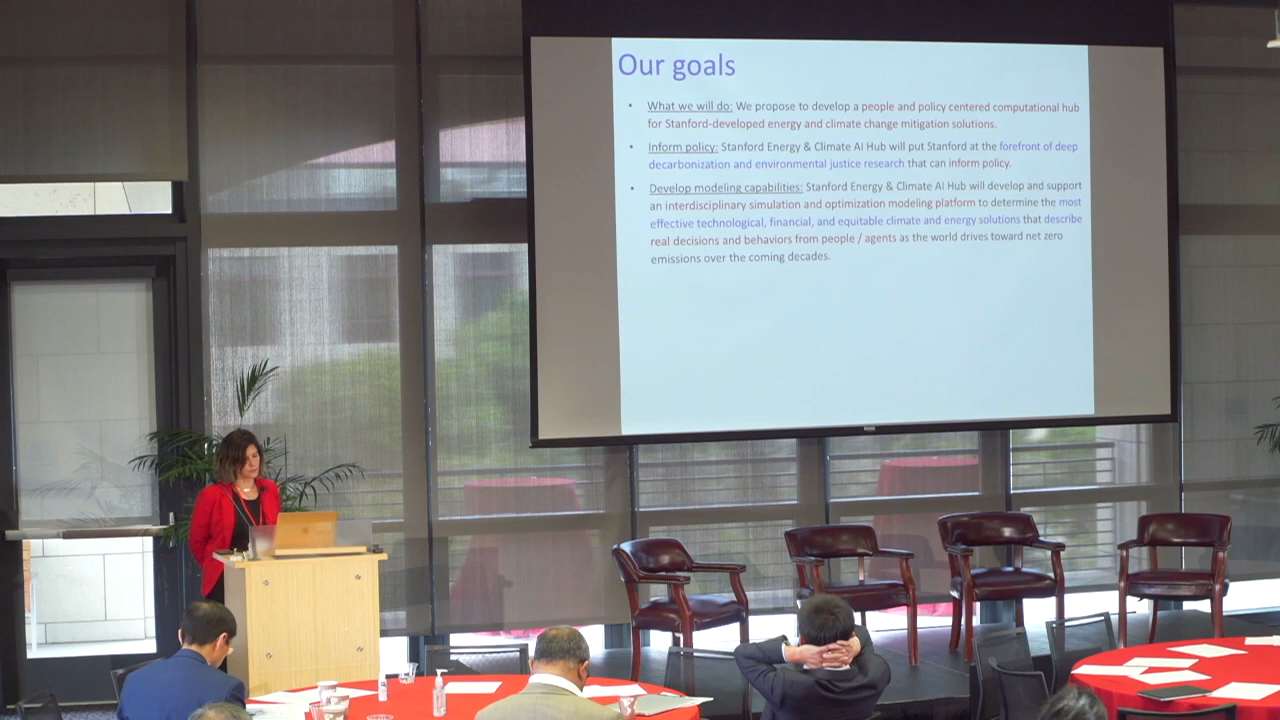 Our goals
• What we will do: We propose to develop a people and policy centered computational hub
for Stanford-developed energy and climate change mitigation solutions.
• Inform policy: Stanford Energy & Climate AI Hub will put Stanford at the forefront of deep
decarbonization and environmental justice research that can inform policy.
• Develop modeling capabilities: Stanford Energy & Climate AI Hub will develop and support
an interdisciplinary simulation and optimization modeling platform to determine the most
effective technological, financial, and equitable climate and energy solutions that describe
real decisions and behaviors from people / agents as the world drives toward net zero
emissions over the coming decades.